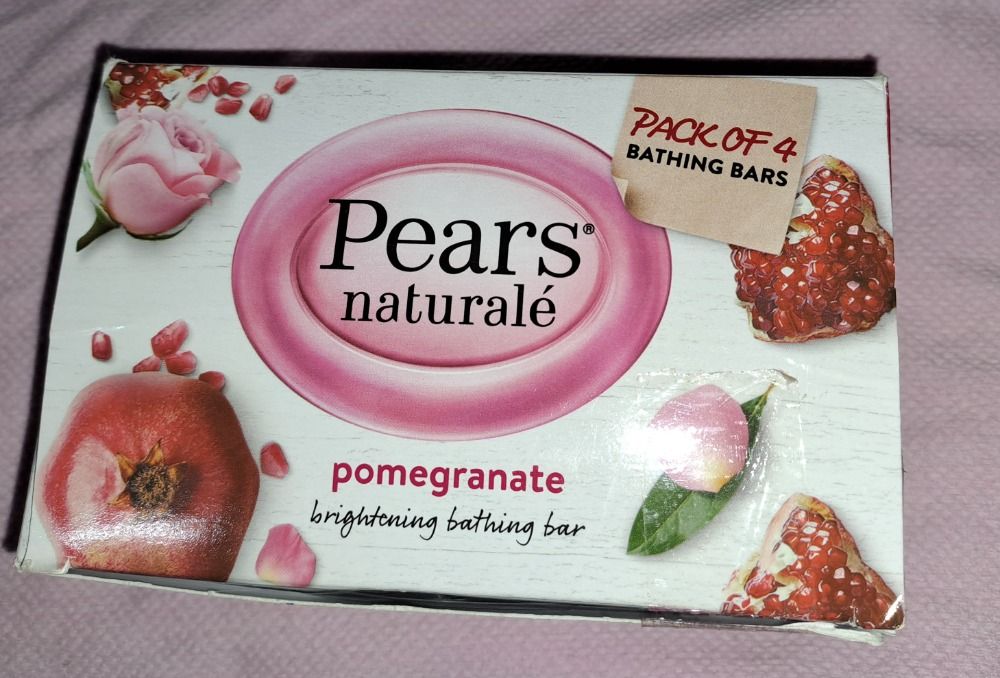 PACK OF 4
BATHING BARS
Pears®
naturalé
pomegranate
brightening bathing bar